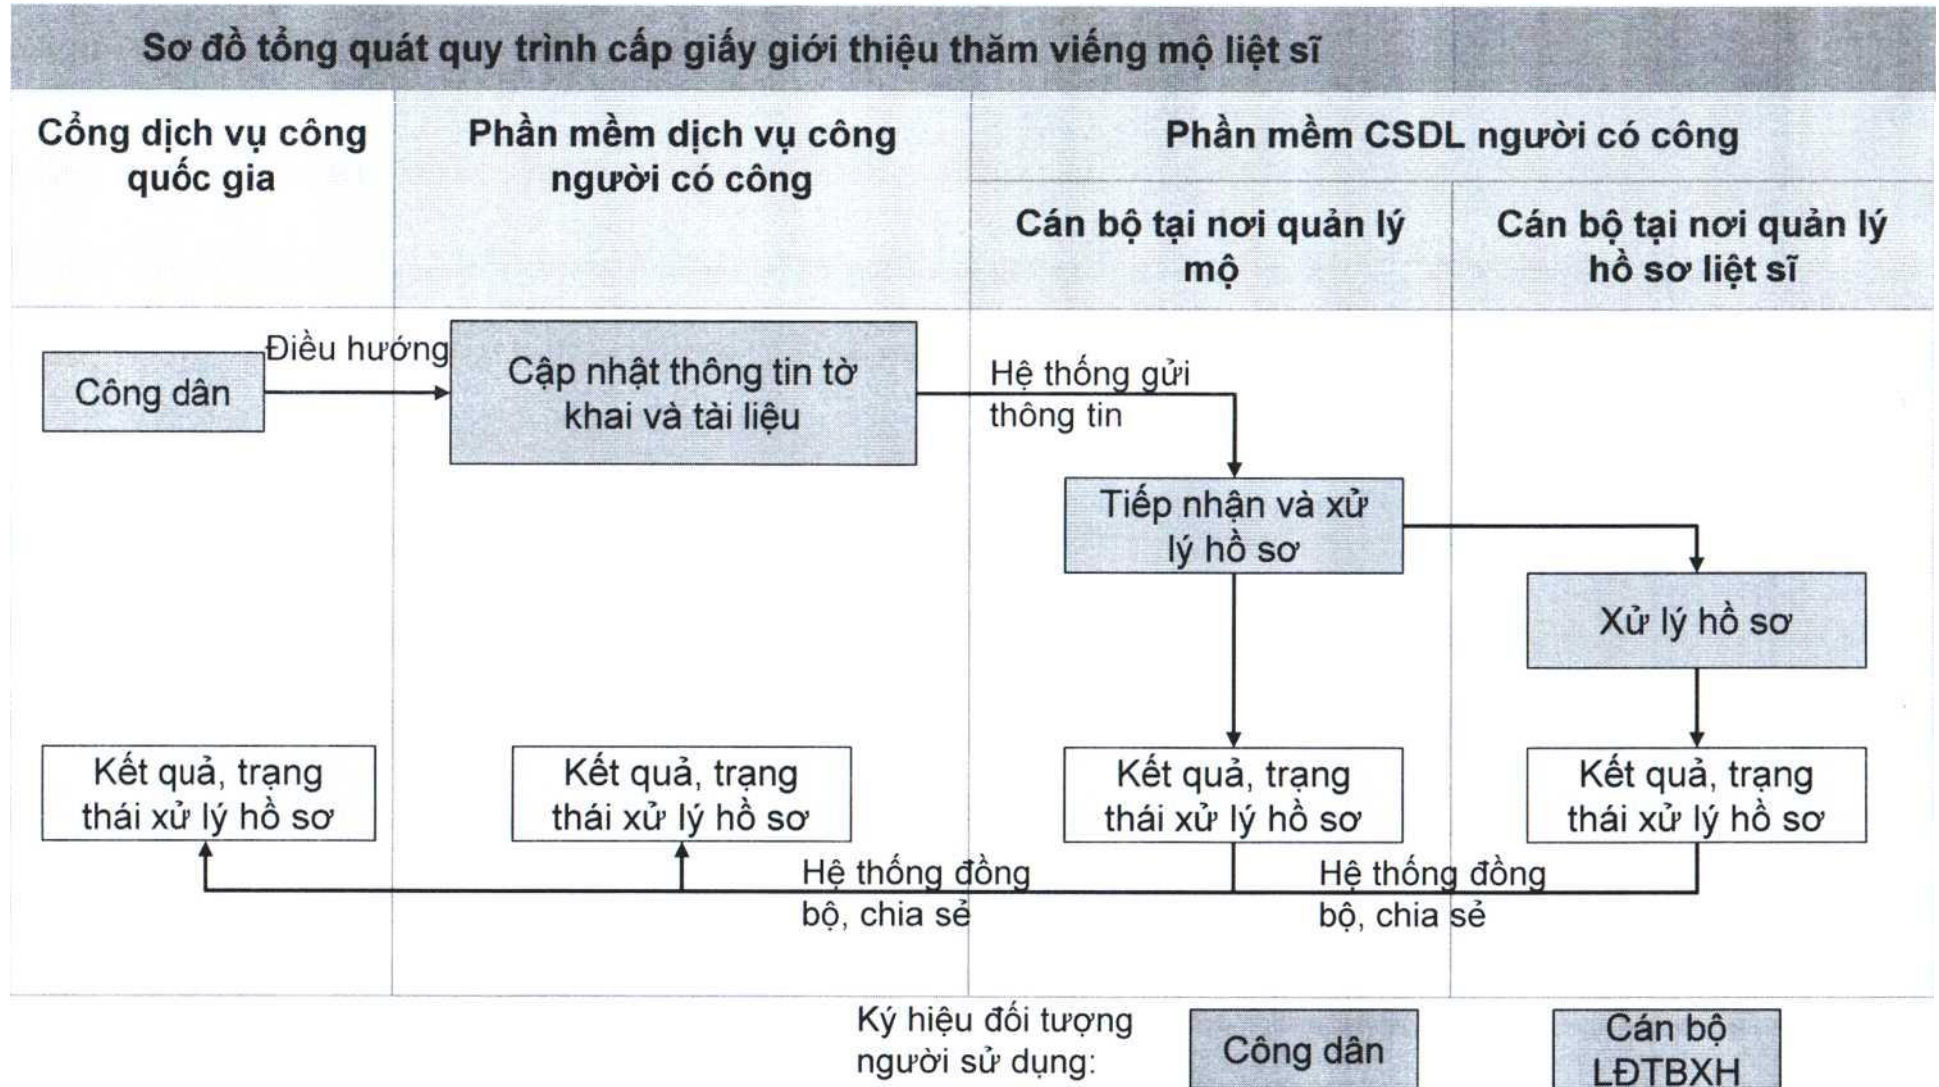 Sơ đồ tổng quát quy trình cấp giấy giới thiệu thăm viếng mộ liệt sĩ
Cổng dịch vụ công
quốc gia
Phần mềm dịch vụ công
người có công
Phần mềm CSDL người có công
Cán bộ tại nơi quản lý
mộ
Cán bộ tại nơi quản lý
hồ sơ liệt sĩ
Công dân
Điều hướng
Cập nhật thông tin tờ
khai và tài liệu
Hệ thống gửi
thông tin
Tiếp nhận và xử
lý hồ sơ
Xử lý hồ sơ
Kết quả, trạng
thái xử lý hồ sơ
Kết quả, trạng
thái xử lý hồ sơ
Kết quả, trạng
thái xử lý hồ sơ
Kết quả, trạng
thái xử lý hồ sơ
Hệ thống đồng
bộ, chia sẻ
Hệ thống đồng
bộ, chia sẻ
Ký hiệu đối tượng
người sử dụng:
Công dân
Cán bộ
LĐTBXH